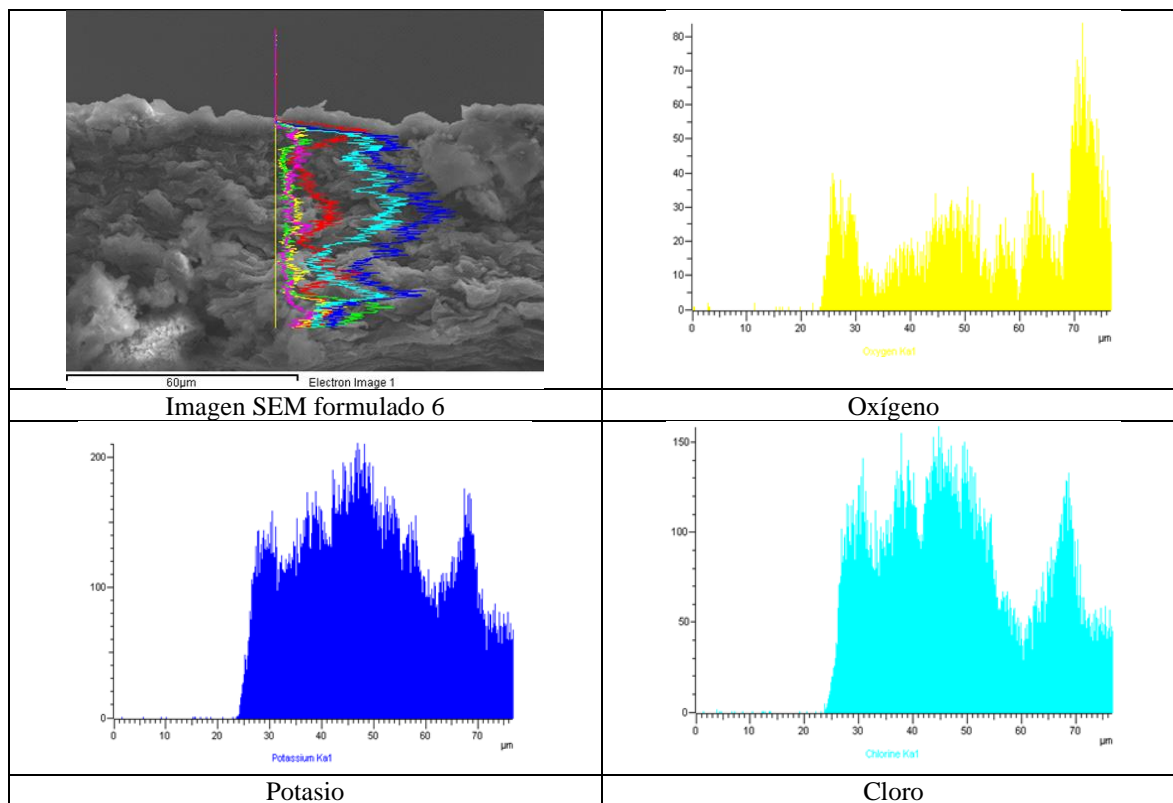 60µm Electron Image 1
80
70
60
50
40
30
20
10
0
0 10 20 30 40 50 60 70
µm
Oxygen Ka1
Imagen SEM formulado 6 Oxígeno
200
100
0
0 10 20 30 40 50 60 70
µm
Potassium Ka1
150
100
50
0
0 10 20 30 40 50 60 70
µm
Chlorine Ka1
Potasio Cloro